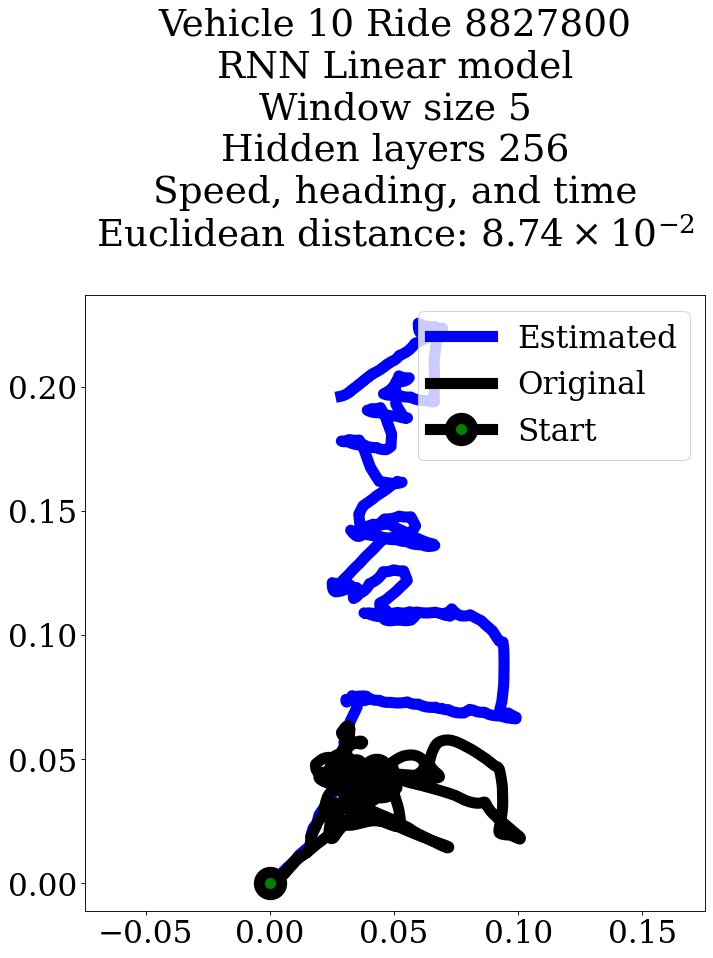 Vehicle 10 Ride 8827800
RNN Linear model
Window size 5
Hidden layers 256
Speed, heading, and time
Euclidean distance: 8.74 × 10⁻²
Estimated
Original
Start
0.20
0.15
0.10
0.05
0.00
−0.05 0.00 0.05 0.10 0.15